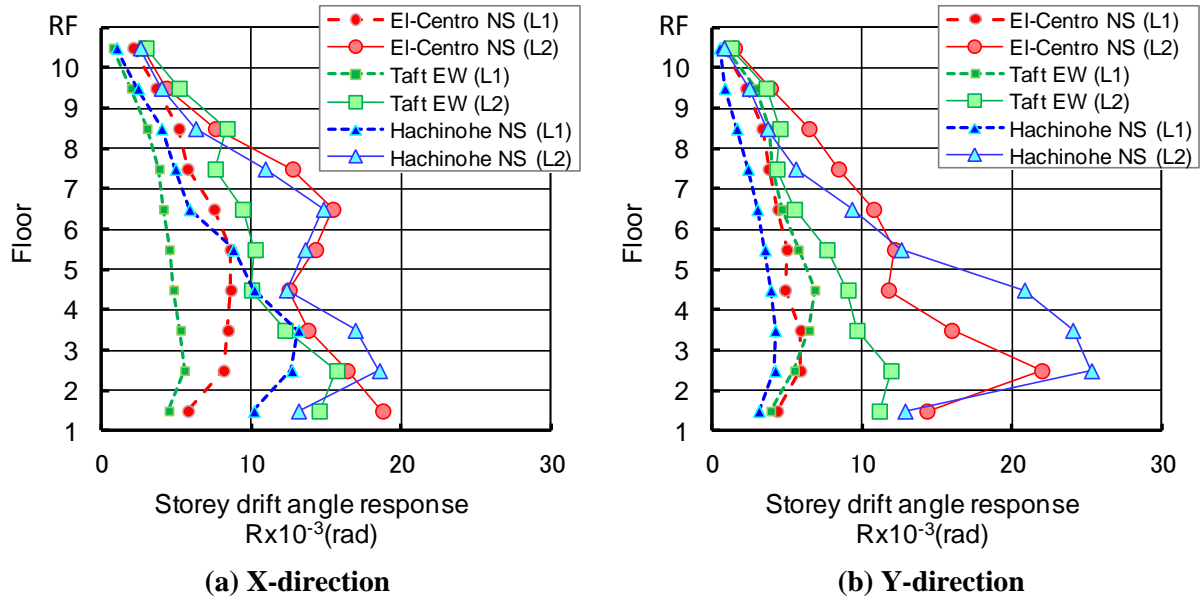 RF
10
9
8
7
6
5
4
3
2
1
Floor
0
10
20
30
Storey drift angle response
Rx10⁻³(rad)
El-Centro NS (L1)
El-Centro NS (L2)
Taft EW (L1)
Taft EW (L2)
Hachinohe NS (L1)
Hachinohe NS (L2)
(a) X-direction
RF
10
9
8
7
6
5
4
3
2
1
Floor
0
10
20
30
Storey drift angle response
Rx10⁻³(rad)
El-Centro NS (L1)
El-Centro NS (L2)
Taft EW (L1)
Taft EW (L2)
Hachinohe NS (L1)
Hachinohe NS (L2)
(b) Y-direction